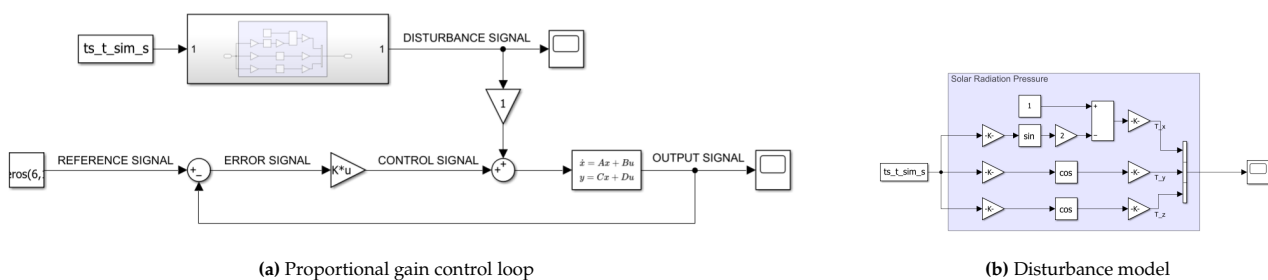 ts_t_sim_s
1
1
DISTURBANCE SIGNAL
1
eros(6,
REFERENCE SIGNAL
+
_
ERROR SIGNAL
K*u
CONTROL SIGNAL
+
+
ẋ = Ax + Bu
y = Cx + Du
OUTPUT SIGNAL
(a) Proportional gain control loop
Solar Radiation Pressure
1
+
_
-K-
T_x
-K-
sin
2
ts_t_sim_s
-K-
cos
-K-
T_y
-K-
cos
-K-
T_z
(b) Disturbance model